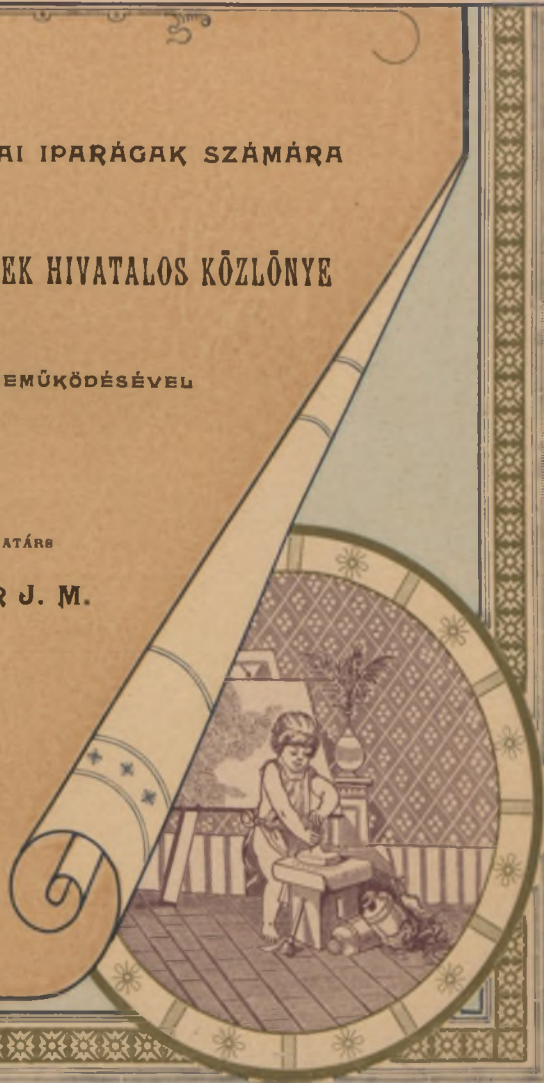 AI IPARÁGAK SZÁMÁRA
EK HIVATALOS KÖZLÖNYE
EMŰKÖDÉSÉVEL
ATÁRS
R J. M.